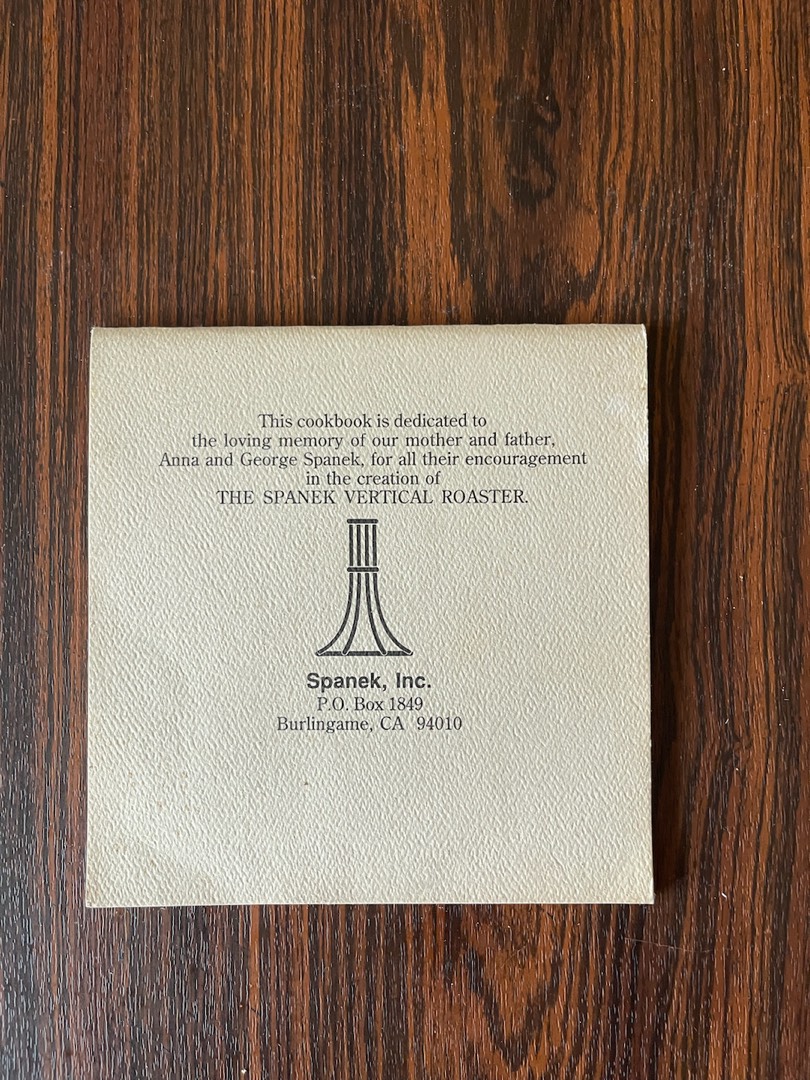 This cookbook is dedicated to
the loving memory of our mother and father,
Anna and George Spanek, for all their encouragement
in the creation of
THE SPANEK VERTICAL ROASTER.
Spanek, Inc.
P.O. Box 1849
Burlingame, CA 94010